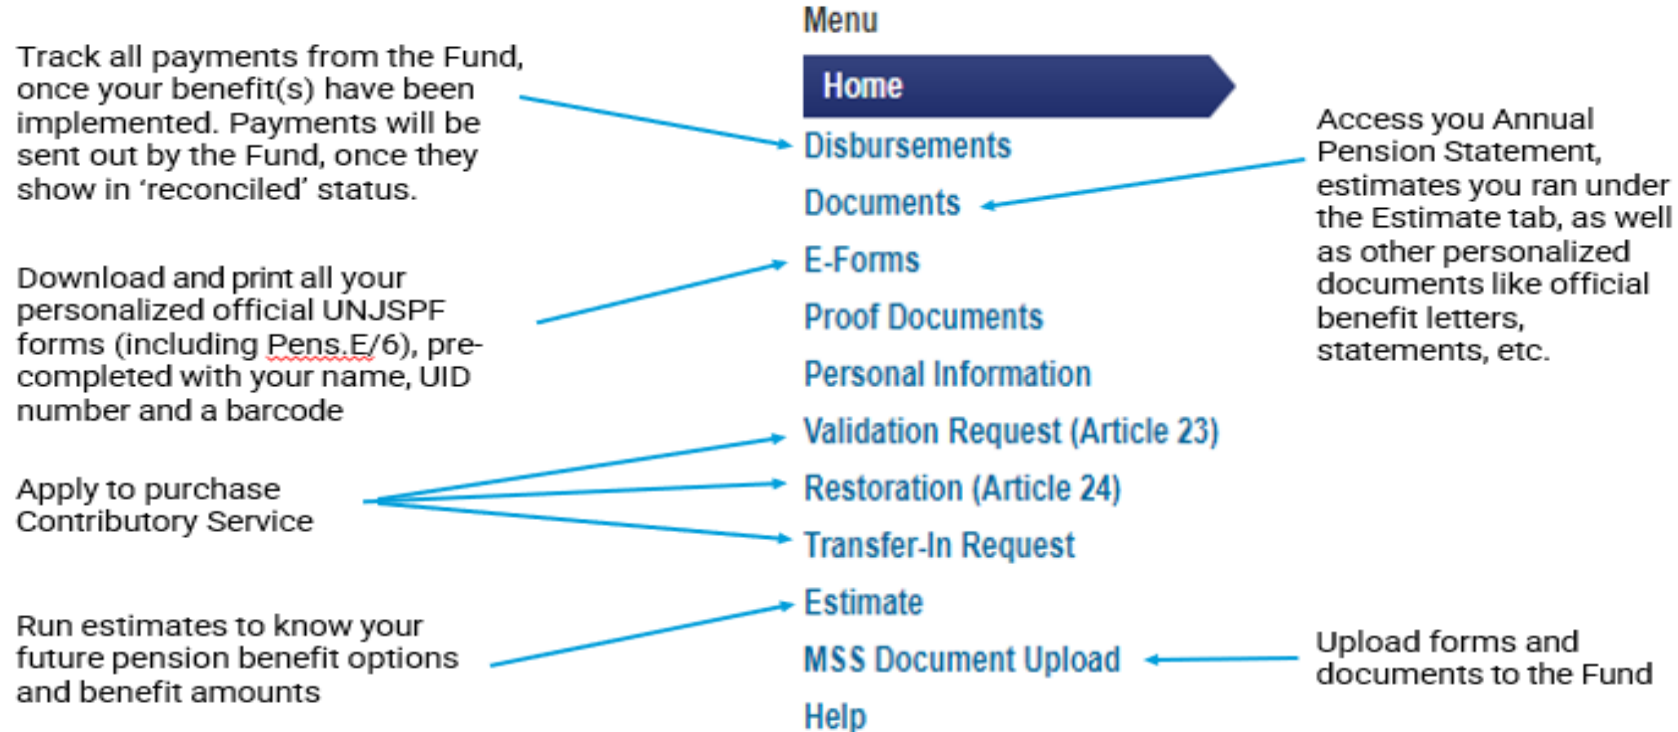 Menu
Home
Disbursements
Documents
E-Forms
Proof Documents
Personal Information
Validation Request (Article 23)
Restoration (Article 24)
Transfer-In Request
Estimate
MSS Document Upload
Help
Track all payments from the Fund,
once your benefit(s) have been
implemented. Payments will be
sent out by the Fund, once they
show in ‘reconciled’ status.
Download and print all your
personalized official UNJSPF
forms (including Pens.E/6), pre-
completed with your name, UID
number and a barcode
Apply to purchase
Contributory Service
Run estimates to know your
future pension benefit options
and benefit amounts
Access you Annual
Pension Statement,
estimates you ran under
the Estimate tab, as well
as other personalized
documents like official
benefit letters,
statements, etc.
Upload forms and
documents to the Fund